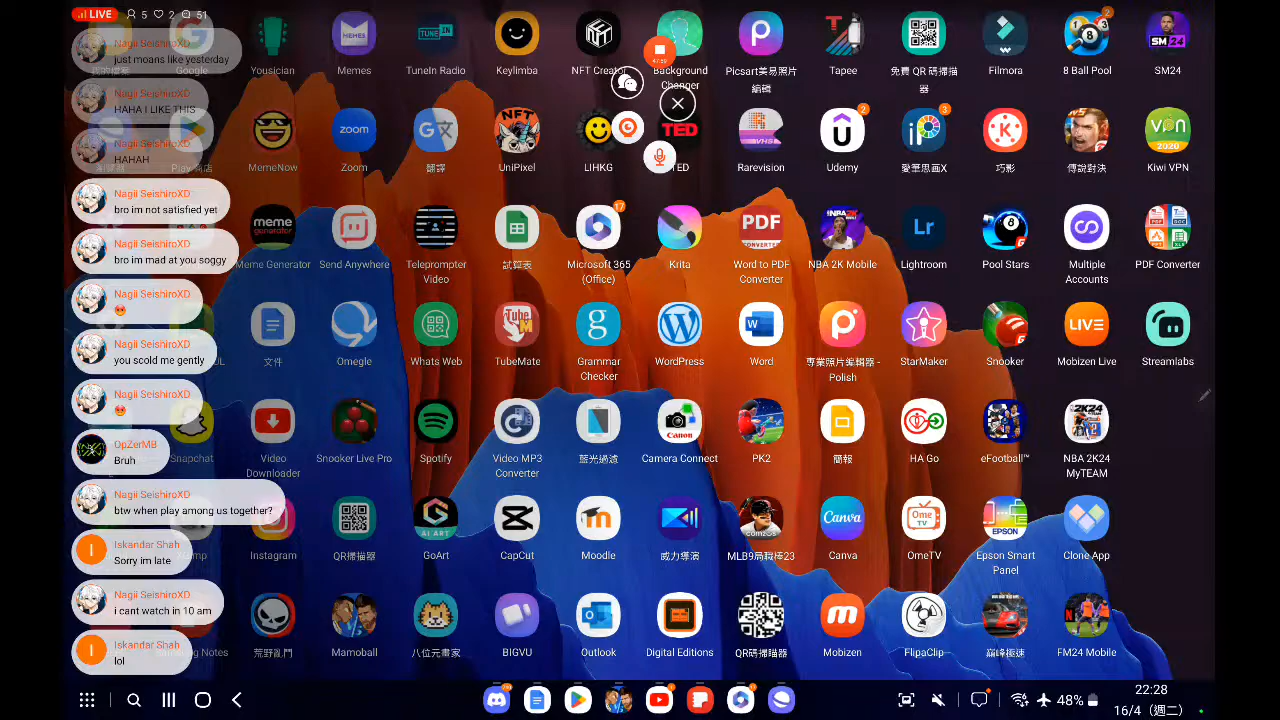 LIVE 5 2 51
Nagii SeishiroXD
just moans like yesterday
Nagii SeishiroXD
HAHA I LIKE THIS
Nagii SeishiroXD
HAHAH
Nagii SeishiroXD
bro im not satisfied yet
Nagii SeishiroXD
bro im mad at you soggy
Nagii SeishiroXD
Nagii SeishiroXD
you scold me gently
Nagii SeishiroXD
OpZerMB
Bruh
Nagii SeishiroXD
btw when play among us together?
Iskandar Shah
Sorry im late
Nagii SeishiroXD
i cant watch in 10 am
Iskandar Shah
lol
Google Yousician Memes TuneIn Radio Keylimba NFT Creator Background Changer Picsart美易照片編輯 Tapee 免費 QR 碼掃描器 Filmora 8 Ball Pool SM24
Play 商店 MemeNow Zoom 翻譯 UniPixel LIHKG TED Rarevision Udemy 愛筆思画X 巧影 傳說對決 Kiwi VPN
Meme Generator Send Anywhere Teleprompter Video 試算表 Microsoft 365 (Office) Krita Word to PDF Converter NBA 2K Mobile Lightroom Pool Stars Multiple Accounts PDF Converter
文件 Omegle Whats Web TubeMate Grammar Checker WordPress Word 專業照片編輯器 - Polish StarMaker Snooker Mobizen Live Streamlabs
Snapchat Video Downloader Snooker Live Pro Spotify Video MP3 Converter 藍光過濾 Camera Connect PK2 簡報 HA Go eFootball™ NBA 2K24 MyTEAM
Instagram QR掃描器 GoArt CapCut Moodle 威力導演 MLB9局職棒23 Canva OmeTV Epson Smart Panel Clone App
荒野亂鬥 Mamoball 八位元畫家 BIGVU Outlook Digital Editions QR碼掃瞄器 Mobizen FlipaClip 巔峰極速 FM24 Mobile
48% 22:28
16/4 (週二)